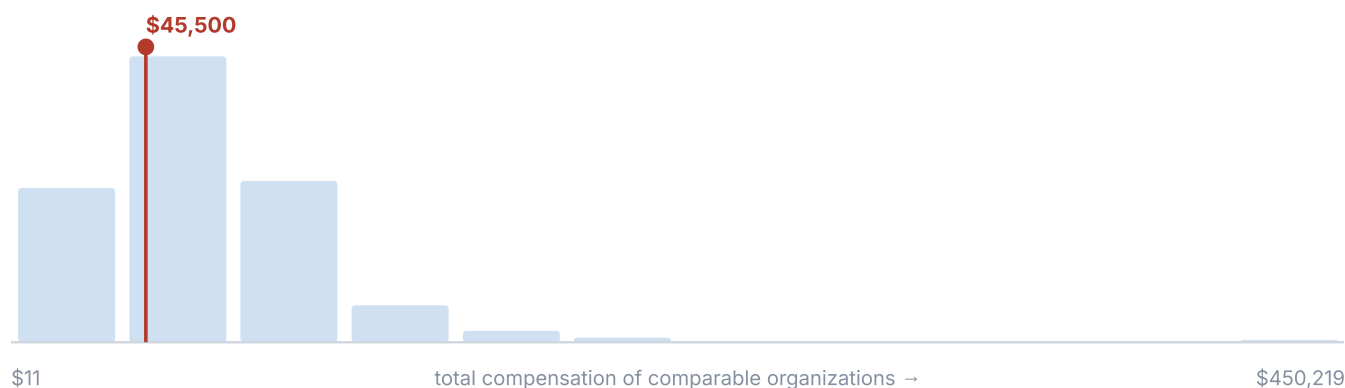 $45,500
$11 total compensation of comparable organizations → $450,219